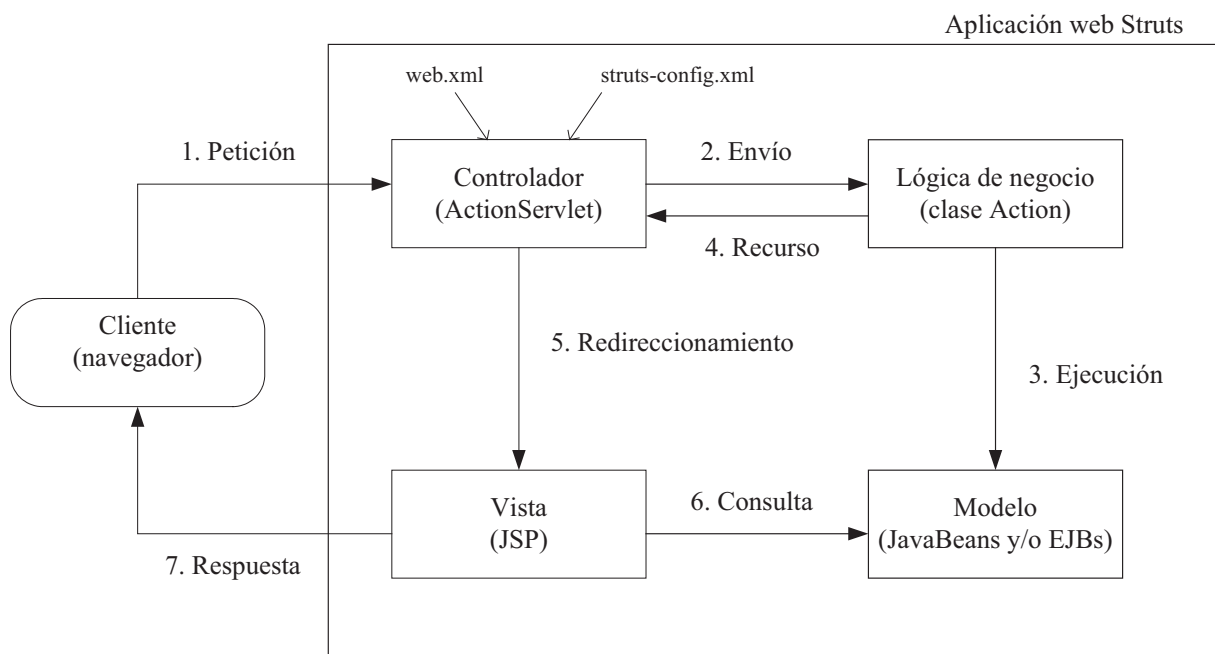 Aplicación web Struts
web.xml
struts-config.xml
1. Petición
Controlador
(ActionServlet)
2. Envío
Lógica de negocio
(clase Action)
4. Recurso
Cliente
(navegador)
5. Redireccionamiento
3. Ejecución
Vista
(JSP)
6. Consulta
Modelo
(JavaBeans y/o EJBs)
7. Respuesta